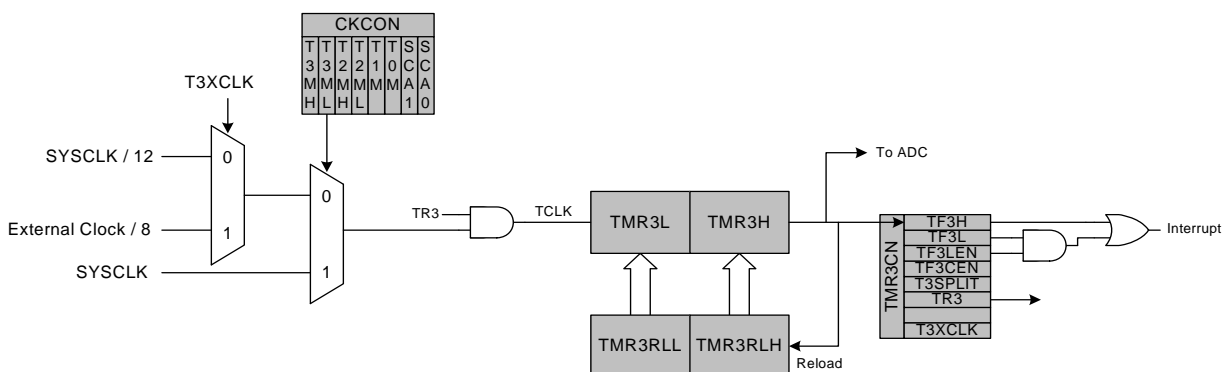 CKCON
T3MH
T3ML
T2MH
T2ML
T1M
T0M
SCA1
SCA0
T3XCLK
SYSCLK / 12
0
External Clock / 8
1
SYSCLK
0
1
TR3
TCLK
TMR3L
TMR3H
To ADC
TMR3RLL
TMR3RLH
Reload
TMR3CN
TF3H
TF3L
TF3LEN
TF3CEN
T3SPLIT
TR3
T3XCLK
Interrupt